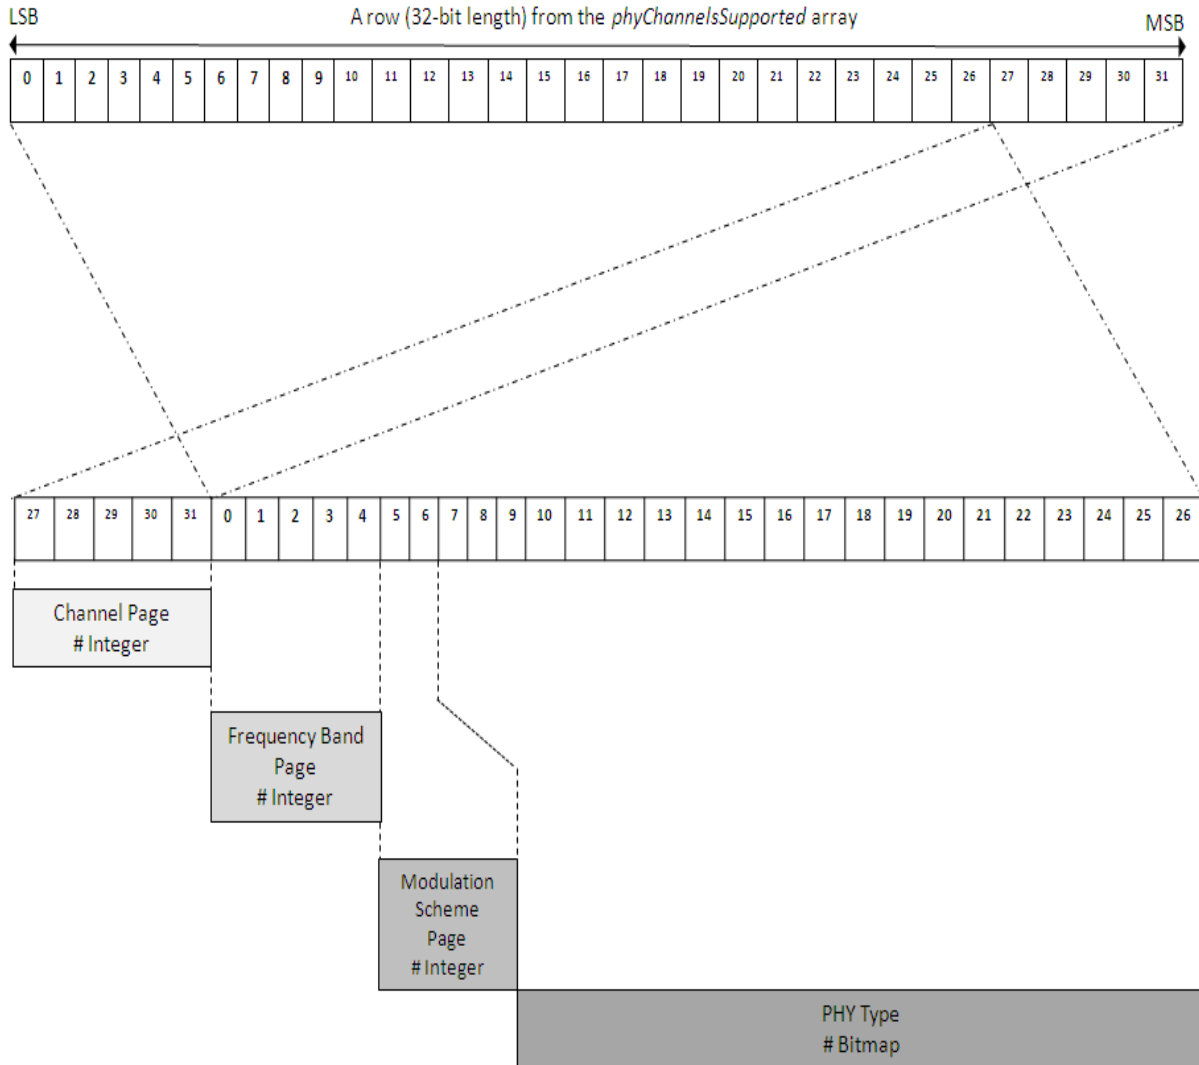 LSB
A row (32-bit length) from the phyChannelsSupported array
MSB
0 1 2 3 4 5 6 7 8 9 10 11 12 13 14 15 16 17 18 19 20 21 22 23 24 25 26 27 28 29 30 31
27 28 29 30 31 0 1 2 3 4 5 6 7 8 9 10 11 12 13 14 15 16 17 18 19 20 21 22 23 24 25 26
Channel Page
# Integer
Frequency Band
Page
# Integer
Modulation
Scheme
Page
# Integer
PHY Type
# Bitmap